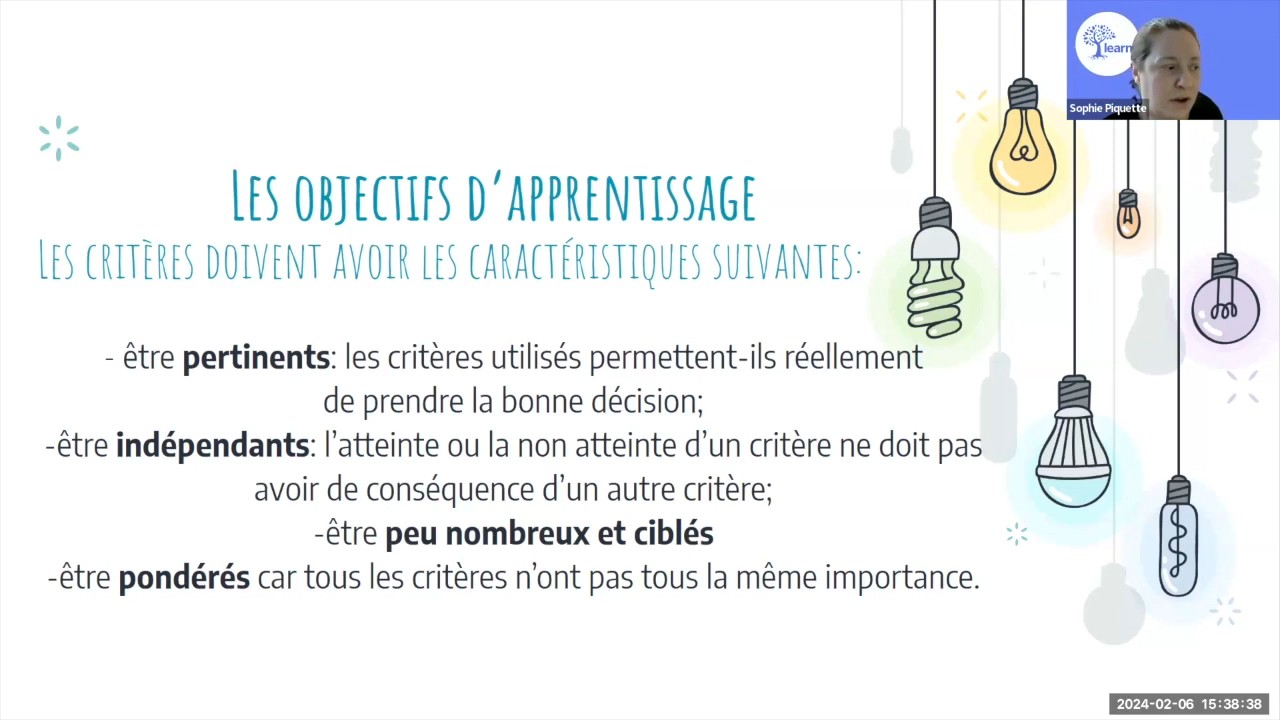 learn
Sophie Piquette
Les objectifs d'apprentissage
Les critères doivent avoir les caractéristiques suivantes:
- être pertinents: les critères utilisés permettent-ils réellement
de prendre la bonne décision;
-être indépendants: l'atteinte ou la non atteinte d'un critère ne doit pas
avoir de conséquence d'un autre critère;
-être peu nombreux et ciblés
-être pondérés car tous les critères n'ont pas tous la même importance.
2024-02-06 15:38:38